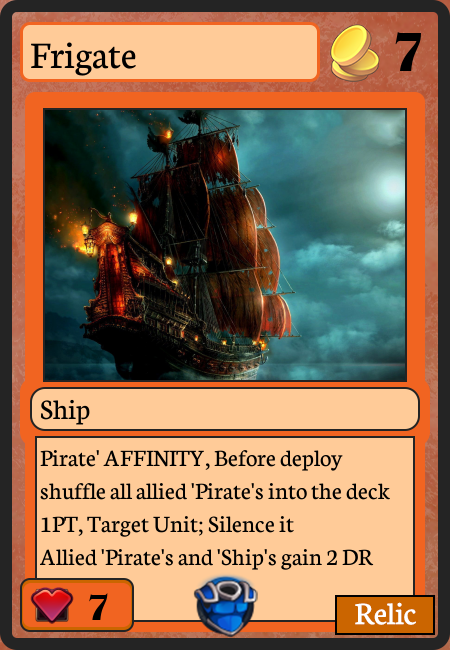 Frigate
7
Ship
Pirate' AFFINITY, Before deploy
shuffle all allied 'Pirate's into the deck
1PT, Target Unit; Silence it
Allied 'Pirate's and 'Ship's gain 2 DR
7
Relic